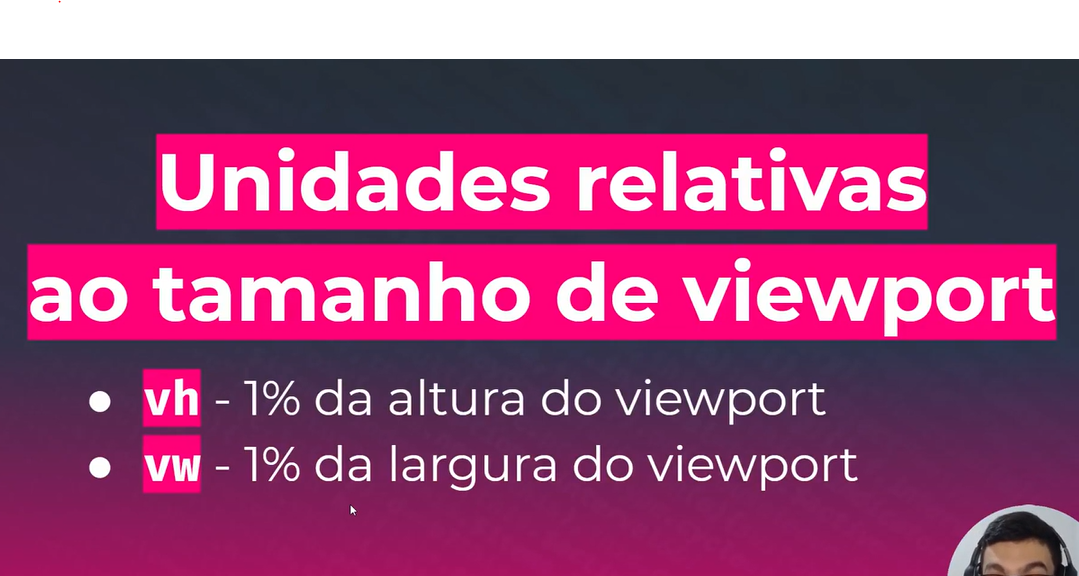 Unidades relativas
ao tamanho de viewport
● vh - 1% da altura do viewport
● vw - 1% da largura do viewport